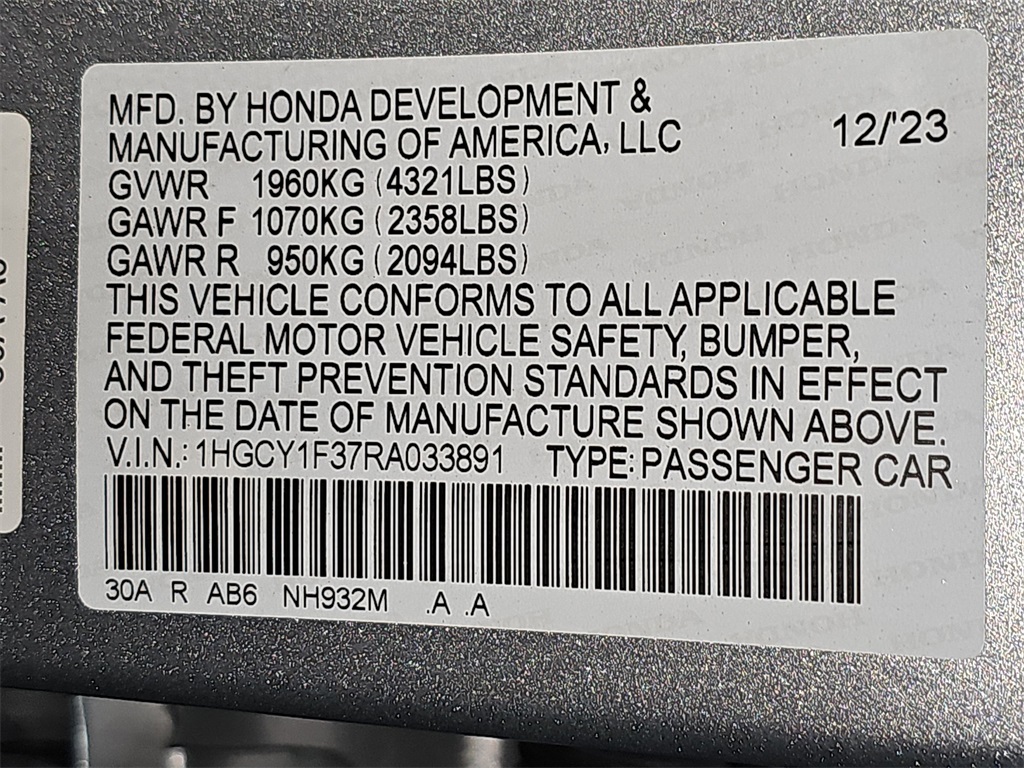 MFD. BY HONDA DEVELOPMENT &
MANUFACTURING OF AMERICA, LLC 12/'23
GVWR 1960KG (4321LBS)
GAWR F 1070KG (2358LBS)
GAWR R 950KG (2094LBS)
THIS VEHICLE CONFORMS TO ALL APPLICABLE
FEDERAL MOTOR VEHICLE SAFETY, BUMPER,
AND THEFT PREVENTION STANDARDS IN EFFECT
ON THE DATE OF MANUFACTURE SHOWN ABOVE.
V.I.N.: 1HGCY1F37RA033891 TYPE: PASSENGER CAR
30A R AB6 NH932M .A .A